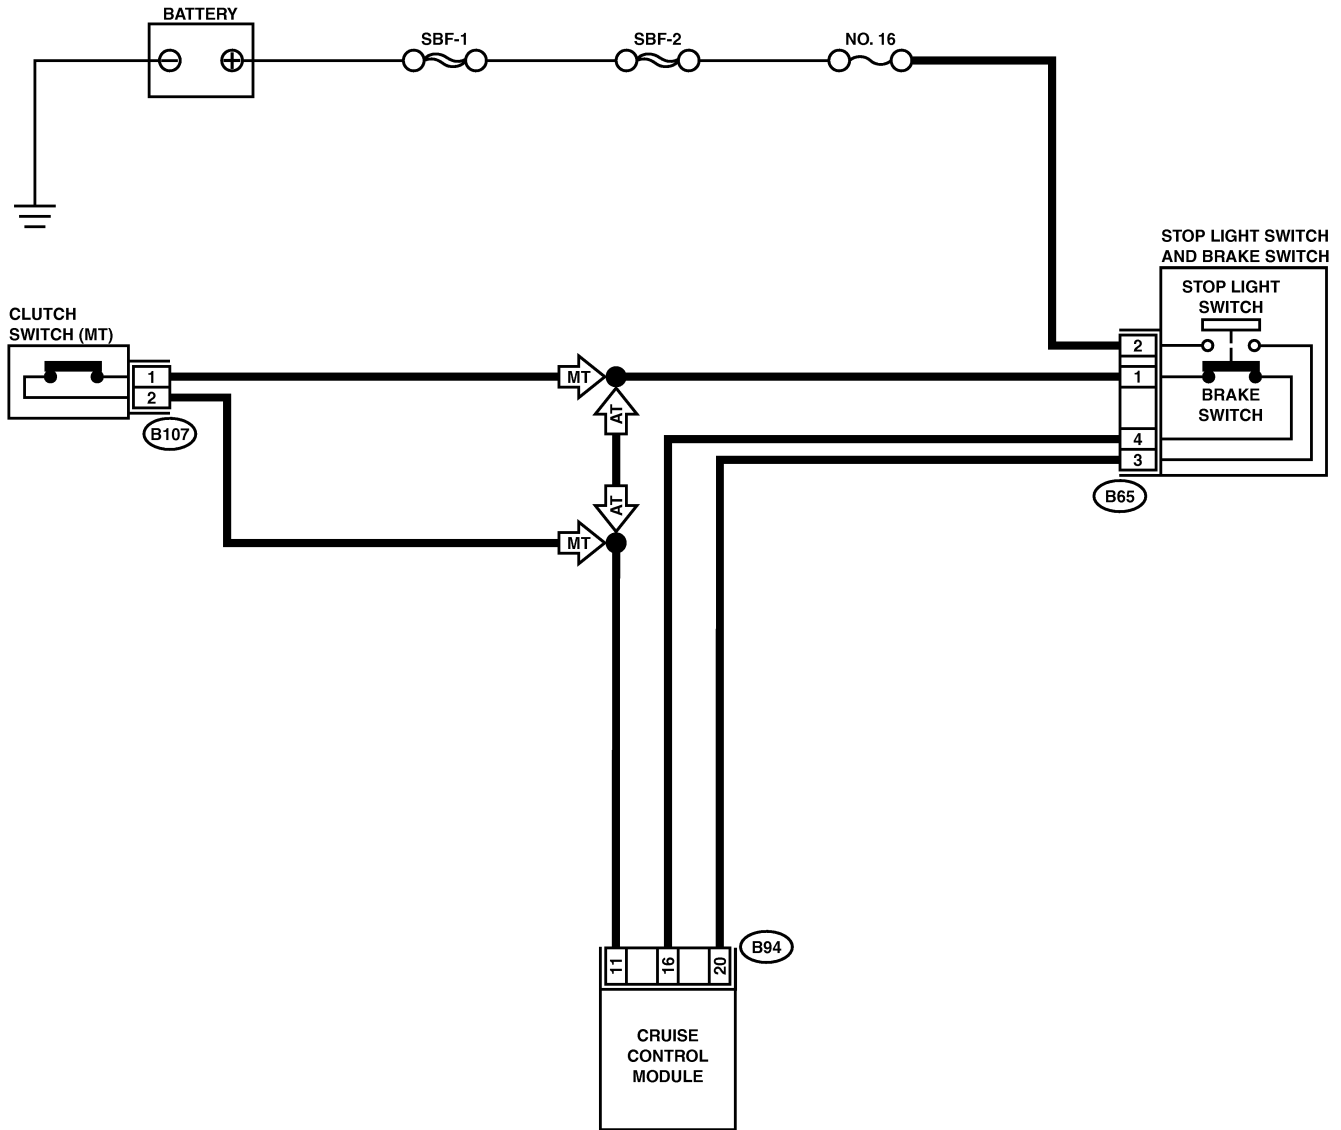 BATTERY
SBF-1
SBF-2
NO. 16
STOP LIGHT SWITCH
AND BRAKE SWITCH
STOP LIGHT
SWITCH
CLUTCH
SWITCH (MT)
2
1
MT
1
2
AT
BRAKE
SWITCH
B107
4
3
AT
B65
MT
B94
11
16
20
CRUISE
CONTROL
MODULE